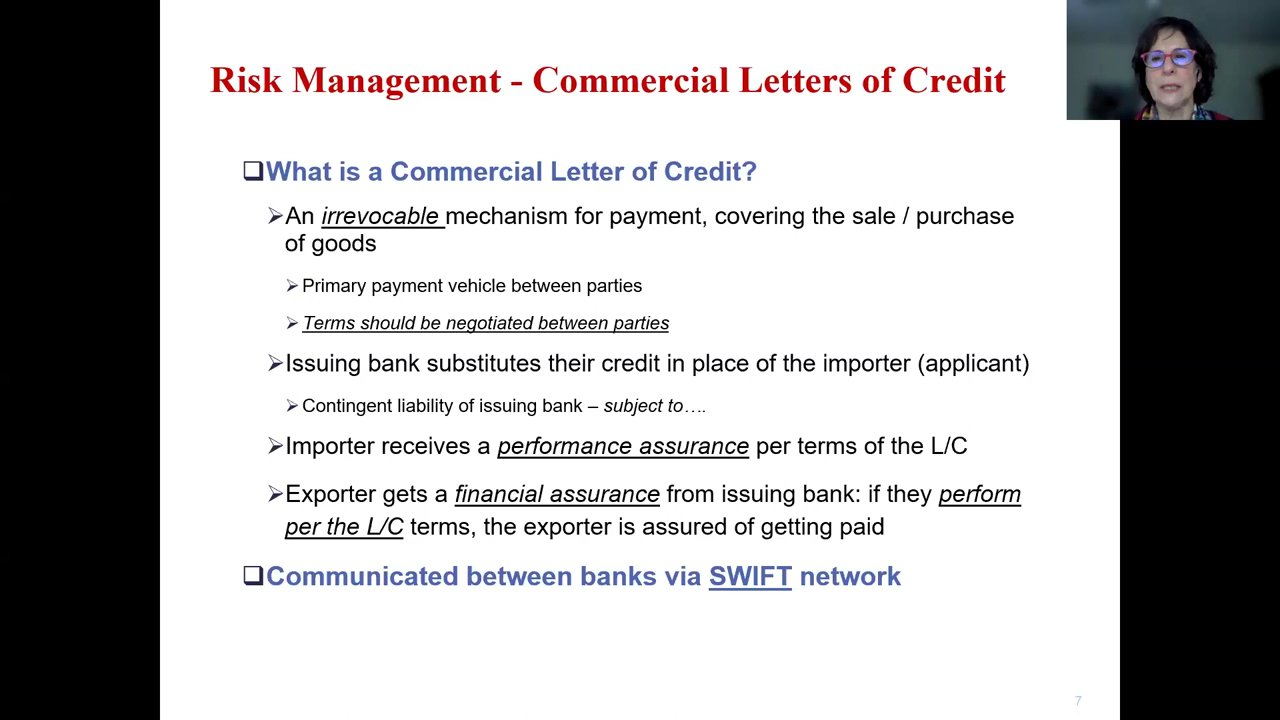 Risk Management - Commercial Letters of Credit
❑What is a Commercial Letter of Credit?
➢An irrevocable mechanism for payment, covering the sale / purchase
of goods
➢Primary payment vehicle between parties
➢Terms should be negotiated between parties
➢Issuing bank substitutes their credit in place of the importer (applicant)
➢Contingent liability of issuing bank – subject to….
➢Importer receives a performance assurance per terms of the L/C
➢Exporter gets a financial assurance from issuing bank: if they perform
per the L/C terms, the exporter is assured of getting paid
❑Communicated between banks via SWIFT network
7